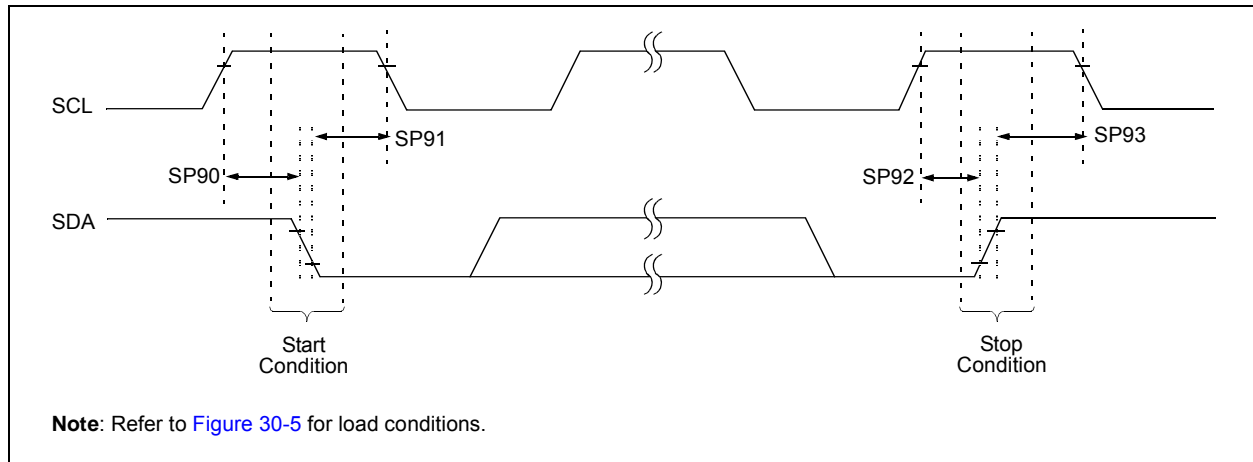 SCL
SP91
SP93
SP90
SP92
SDA
Start
Condition
Stop
Condition
Note: Refer to Figure 30-5 for load conditions.